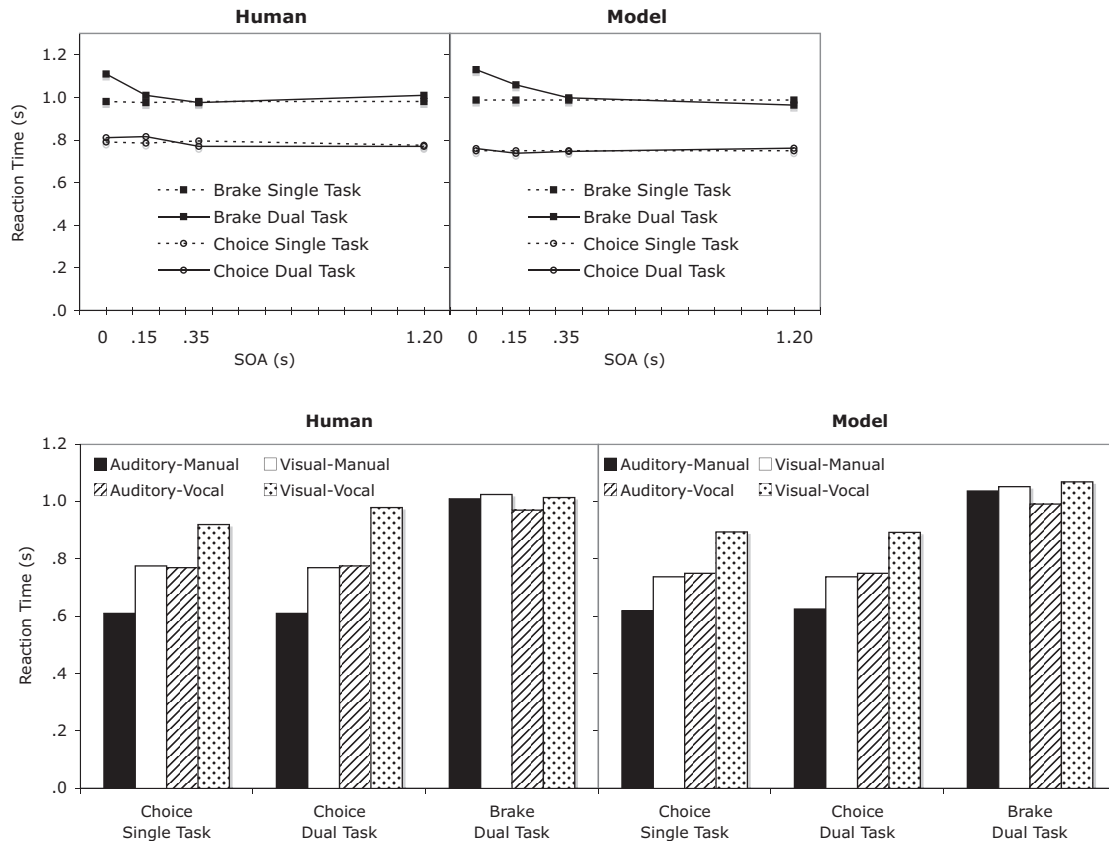 Human Model
1.2
1.0
.8
.6
.4
.2
.0
Reaction Time (s)
Brake Single Task
Brake Dual Task
Choice Single Task
Choice Dual Task
Brake Single Task
Brake Dual Task
Choice Single Task
Choice Dual Task
0 .15 .35 1.20 0 .15 .35 1.20
SOA (s) SOA (s)
Human Model
1.2
1.0
.8
.6
.4
.2
.0
Reaction Time (s)
Auditory-Manual Visual-Manual
Auditory-Vocal Visual-Vocal
Auditory-Manual Visual-Manual
Auditory-Vocal Visual-Vocal
Choice Choice Brake Choice Choice Brake
Single Task Dual Task Dual Task Single Task Dual Task Dual Task